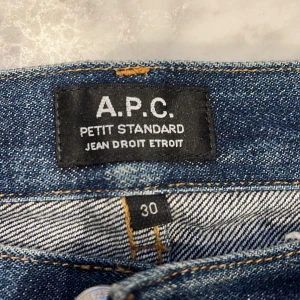 A.P.C.
PETIT STANDARD
JEAN DROIT ETROIT
30